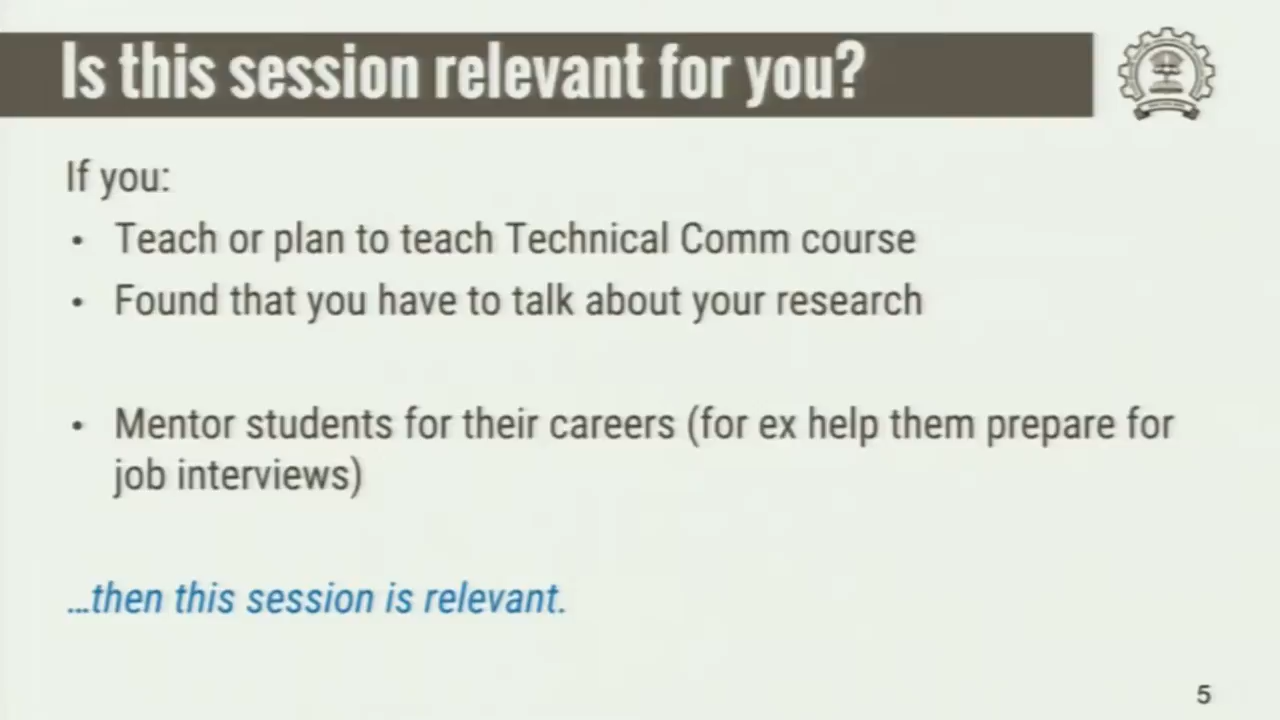 Is this session relevant for you?
If you:
• Teach or plan to teach Technical Comm course
• Found that you have to talk about your research
• Mentor students for their careers (for ex help them prepare for
job interviews)
…then this session is relevant.
5